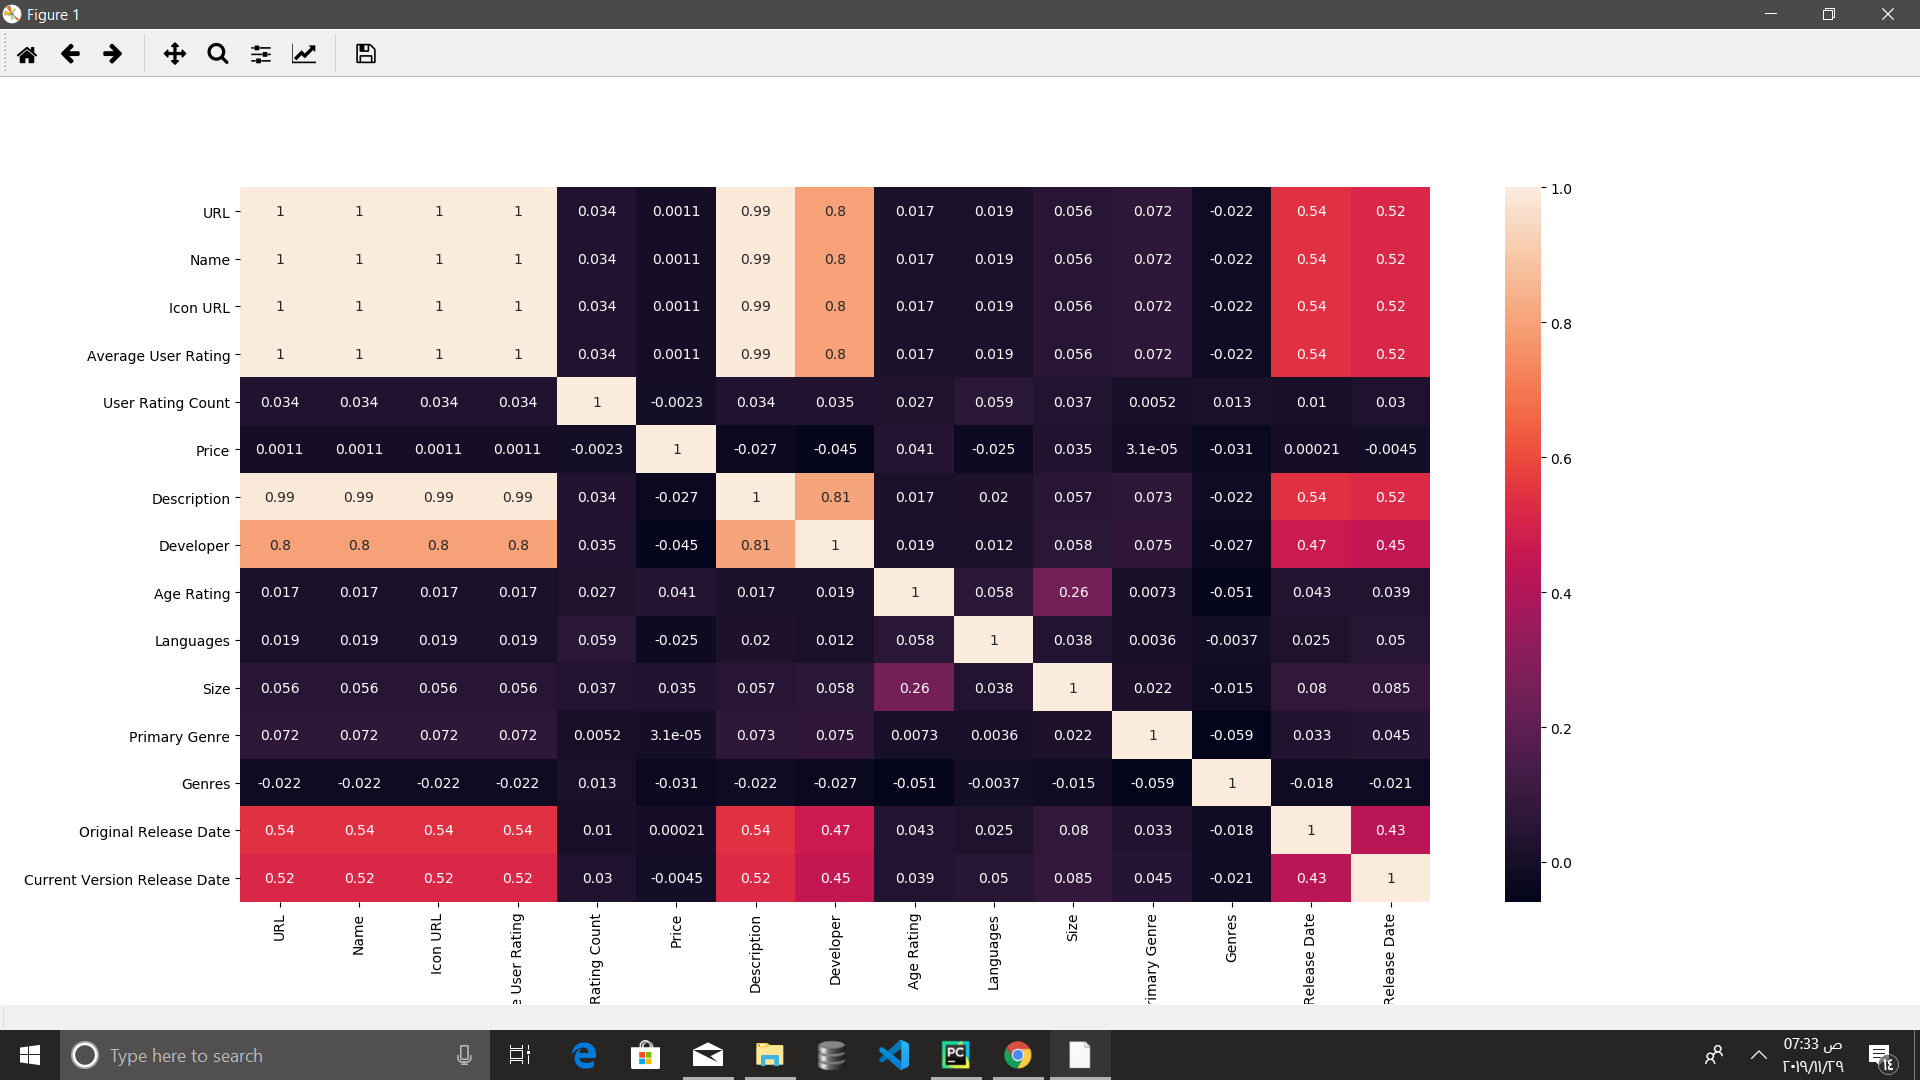 Figure 1
URL 1 1 1 1 0.034 0.0011 0.99 0.8 0.017 0.019 0.056 0.072 -0.022 0.54 0.52
Name 1 1 1 1 0.034 0.0011 0.99 0.8 0.017 0.019 0.056 0.072 -0.022 0.54 0.52
Icon URL 1 1 1 1 0.034 0.0011 0.99 0.8 0.017 0.019 0.056 0.072 -0.022 0.54 0.52
Average User Rating 1 1 1 1 0.034 0.0011 0.99 0.8 0.017 0.019 0.056 0.072 -0.022 0.54 0.52
User Rating Count 0.034 0.034 0.034 0.034 1 -0.0023 0.034 0.035 0.027 0.059 0.037 0.0052 0.013 0.01 0.03
Price 0.0011 0.0011 0.0011 0.0011 -0.0023 1 -0.027 -0.045 0.041 -0.025 0.035 3.1e-05 -0.031 0.00021 -0.0045
Description 0.99 0.99 0.99 0.99 0.034 -0.027 1 0.81 0.017 0.02 0.057 0.073 -0.022 0.54 0.52
Developer 0.8 0.8 0.8 0.8 0.035 -0.045 0.81 1 0.019 0.012 0.058 0.075 -0.027 0.47 0.45
Age Rating 0.017 0.017 0.017 0.017 0.027 0.041 0.017 0.019 1 0.058 0.26 0.0073 -0.051 0.043 0.039
Languages 0.019 0.019 0.019 0.019 0.059 -0.025 0.02 0.012 0.058 1 0.038 0.0036 -0.0037 0.025 0.05
Size 0.056 0.056 0.056 0.056 0.037 0.035 0.057 0.058 0.26 0.038 1 0.022 -0.015 0.08 0.085
Primary Genre 0.072 0.072 0.072 0.072 0.0052 3.1e-05 0.073 0.075 0.0073 0.0036 0.022 1 -0.059 0.033 0.045
Genres -0.022 -0.022 -0.022 -0.022 0.013 -0.031 -0.022 -0.027 -0.051 -0.0037 -0.015 -0.059 1 -0.018 -0.021
Original Release Date 0.54 0.54 0.54 0.54 0.01 0.00021 0.54 0.47 0.043 0.025 0.08 0.033 -0.018 1 0.43
Current Version Release Date 0.52 0.52 0.52 0.52 0.03 -0.0045 0.52 0.45 0.039 0.05 0.085 0.045 -0.021 0.43 1
URL
Name
Icon URL
e User Rating
Rating Count
Price
Description
Developer
Age Rating
Languages
Size
rimary Genre
Genres
Release Date
Release Date
1.0
0.8
0.6
0.4
0.2
0.0
Type here to search
PC
07:33 ص
٢٠١٩/١١/٢٩
١٤